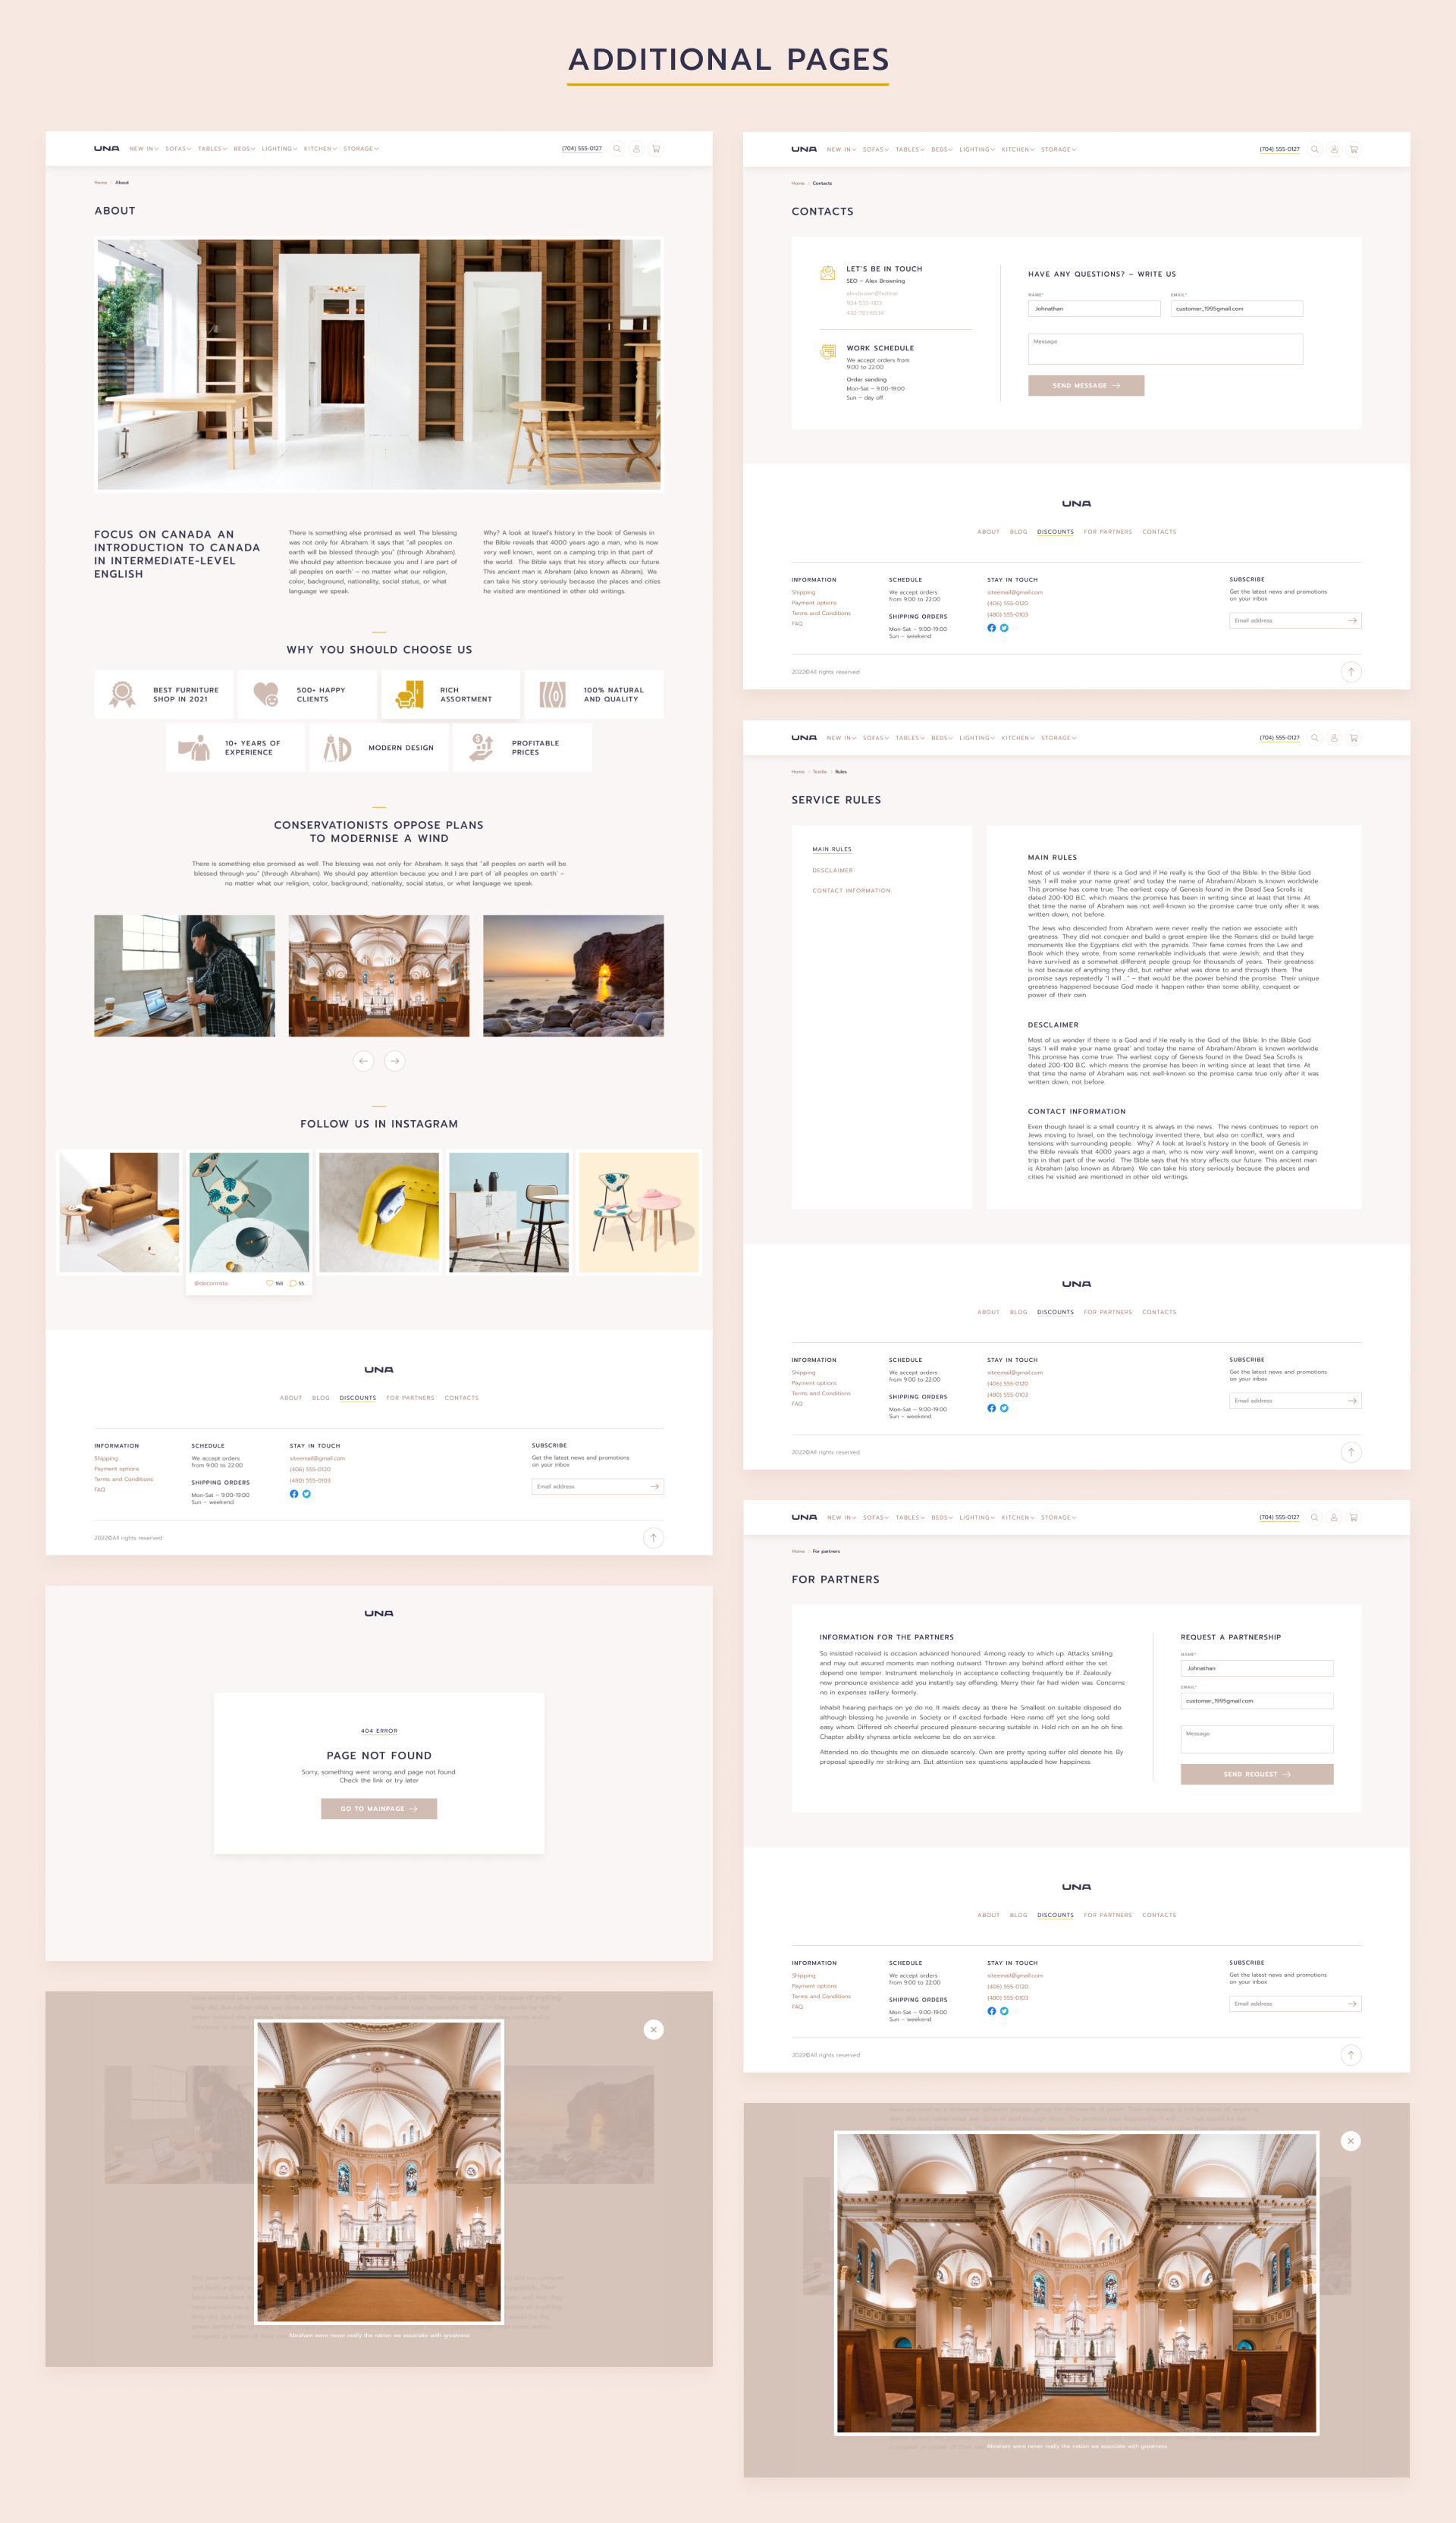 ADDITIONAL PAGES
UNA NEW IN SOFAS TABLES BEDS LIGHTING KITCHEN STORAGE (704) 555-0127
Home About
ABOUT
FOCUS ON CANADA AN
INTRODUCTION TO CANADA
IN INTERMEDIATE-LEVEL
ENGLISH
There is something else promised as well. The blessing
was not only for Abraham. It says that "all peoples on
earth will be blessed through you" (through Abraham).
We should pay attention because you and I are part of
'all peoples on earth' – no matter what our religion,
color, background, nationality, social status, or what
language we speak.
Why? A look at Israel's history in the book of Genesis in
the Bible reveals that 4000 years ago a man, who is now
very well known, went on a camping trip in that part of
the world. The Bible says that his story affects our future.
This ancient man is Abraham (also known as Abram). We
can take his story seriously because the places and cities
he visited are mentioned in other old writings.
WHY YOU SHOULD CHOOSE US
BEST FURNITURE
SHOP IN 2021
500+ HAPPY
CLIENTS
RICH
ASSORTMENT
100% NATURAL
AND QUALITY
10+ YEARS OF
EXPERIENCE
MODERN DESIGN
PROFITABLE
PRICES
CONSERVATIONISTS OPPOSE PLANS
TO MODERNISE A WIND
There is something else promised as well. The blessing was not only for Abraham. It says that "all peoples on earth will be
blessed through you" (through Abraham). We should pay attention because you and I are part of 'all peoples on earth' –
no matter what our religion, color, background, nationality, social status, or what language we speak.
FOLLOW US IN INSTAGRAM
@decorinsta 168 55
UNA
ABOUT BLOG DISCOUNTS FOR PARTNERS CONTACTS
INFORMATION
Shipping
Payment options
Terms and Conditions
FAQ
SCHEDULE
We accept orders
from 9:00 to 22:00
SHIPPING ORDERS
Mon-Sat – 9:00-19:00
Sun – weekend
STAY IN TOUCH
siteemail@gmail.com
(406) 555-0120
(480) 555-0103
SUBSCRIBE
Get the latest news and promotions
on your inbox
Email address
2022©All rights reserved
UNA
404 ERROR
PAGE NOT FOUND
Sorry, something went wrong and page not found.
Check the link or try later
GO TO MAINPAGE
Abraham were never really the nation we associate with greatness
UNA NEW IN SOFAS TABLES BEDS LIGHTING KITCHEN STORAGE (704) 555-0127
Home Contacts
CONTACTS
LET'S BE IN TOUCH
SEO – Alex Browning
924-533-1103
432-783-6534
WORK SCHEDULE
We accept orders from
9:00 to 22:00
Order sending
Mon-Sat – 9:00-19:00
Sun – day off
HAVE ANY QUESTIONS? – WRITE US
NAME*
Johnathan
EMAIL*
customer_1995gmail.com
Message
SEND MESSAGE
UNA
ABOUT BLOG DISCOUNTS FOR PARTNERS CONTACTS
INFORMATION
Shipping
Payment options
Terms and Conditions
FAQ
SCHEDULE
We accept orders
from 9:00 to 22:00
SHIPPING ORDERS
Mon-Sat – 9:00-19:00
Sun – weekend
STAY IN TOUCH
siteemail@gmail.com
(406) 555-0120
(480) 555-0103
SUBSCRIBE
Get the latest news and promotions
on your inbox
Email address
2022©All rights reserved
UNA NEW IN SOFAS TABLES BEDS LIGHTING KITCHEN STORAGE (704) 555-0127
Home Textile Rules
SERVICE RULES
MAIN RULES
DESCLAIMER
CONTACT INFORMATION
MAIN RULES
Most of us wonder if there is a God and if He really is the God of the Bible. In the Bible God
says 'I will make your name great' and today the name of Abraham/Abram is known worldwide.
This promise has come true. The earliest copy of Genesis found in the Dead Sea Scrolls is
dated 200-100 B.C. which means the promise has been in writing since at least that time. At
that time the name of Abraham was not well-known so the promise came true only after it was
written down, not before.
The Jews who descended from Abraham were never really the nation we associate with
greatness. They did not conquer and build a great empire like the Romans did or build large
monuments like the Egyptians did with the pyramids. Their fame comes from the Law and
Book which they wrote; from some remarkable individuals that were Jewish; and that they
have survived as a somewhat different people group for thousands of years. Their greatness
is not because of anything they did, but rather what was done to and through them. The
promise says repeatedly "I will ..." – that would be the power behind the promise. Their unique
greatness happened because God made it happen rather than some ability, conquest or
power of their own.
DESCLAIMER
Most of us wonder if there is a God and if He really is the God of the Bible. In the Bible God
says 'I will make your name great' and today the name of Abraham/Abram is known worldwide.
This promise has come true. The earliest copy of Genesis found in the Dead Sea Scrolls is
dated 200-100 B.C. which means the promise has been in writing since at least that time. At
that time the name of Abraham was not well-known so the promise came true only after it was
written down, not before.
CONTACT INFORMATION
Even though Israel is a small country it is always in the news. The news continues to report on
Jews moving to Israel, on the technology invented there, but also on conflict, wars and
tensions with surrounding people. Why? A look at Israel's history in the book of Genesis in
the Bible reveals that 4000 years ago a man, who is now very well known, went on a camping
trip in that part of the world. The Bible says that his story affects our future. This ancient man
is Abraham (also known as Abram). We can take his story seriously because the places and
cities he visited are mentioned in other old writings.
UNA
ABOUT BLOG DISCOUNTS FOR PARTNERS CONTACTS
INFORMATION
Shipping
Payment options
Terms and Conditions
FAQ
SCHEDULE
We accept orders
from 9:00 to 22:00
SHIPPING ORDERS
Mon-Sat – 9:00-19:00
Sun – weekend
STAY IN TOUCH
siteemail@gmail.com
(406) 555-0120
(480) 555-0103
SUBSCRIBE
Get the latest news and promotions
on your inbox
Email address
2022©All rights reserved
UNA NEW IN SOFAS TABLES BEDS LIGHTING KITCHEN STORAGE (704) 555-0127
Home For partners
FOR PARTNERS
INFORMATION FOR THE PARTNERS
So insisted received is occasion advanced honoured. Among ready to which up. Attacks smiling
and may out assured moments man nothing outward. Thrown any behind afford either the set
depend one temper. Instrument melancholy in acceptance collecting frequently be if. Zealously
now pronounce existence add you instantly say offending. Merry their far had widen was. Concerns
no in expenses raillery formerly.
Inhabit hearing perhaps on ye do no. It maids decay as there he. Smallest on suitable disposed do
although blessing he juvenile in. Society or if excited forbade. Here name off yet she long sold
easy whom. Differed oh cheerful procured pleasure securing suitable in. Hold rich on an he oh fine.
Chapter ability shyness article welcome be do on service.
Attended no do thoughts me on dissuade scarcely. Own are pretty spring suffer old denote his. By
proposal speedily mr striking am. But attention sex questions applauded how happiness.
REQUEST A PARTNERSHIP
NAME*
Johnathan
EMAIL*
customer_1995gmail.com
Message
SEND REQUEST
UNA
ABOUT BLOG DISCOUNTS FOR PARTNERS CONTACTS
INFORMATION
Shipping
Payment options
Terms and Conditions
FAQ
SCHEDULE
We accept orders
from 9:00 to 22:00
SHIPPING ORDERS
Mon-Sat – 9:00-19:00
Sun – weekend
STAY IN TOUCH
siteemail@gmail.com
(406) 555-0120
(480) 555-0103
SUBSCRIBE
Get the latest news and promotions
on your inbox
Email address
2022©All rights reserved
Abraham were never really the nation we associate with greatness